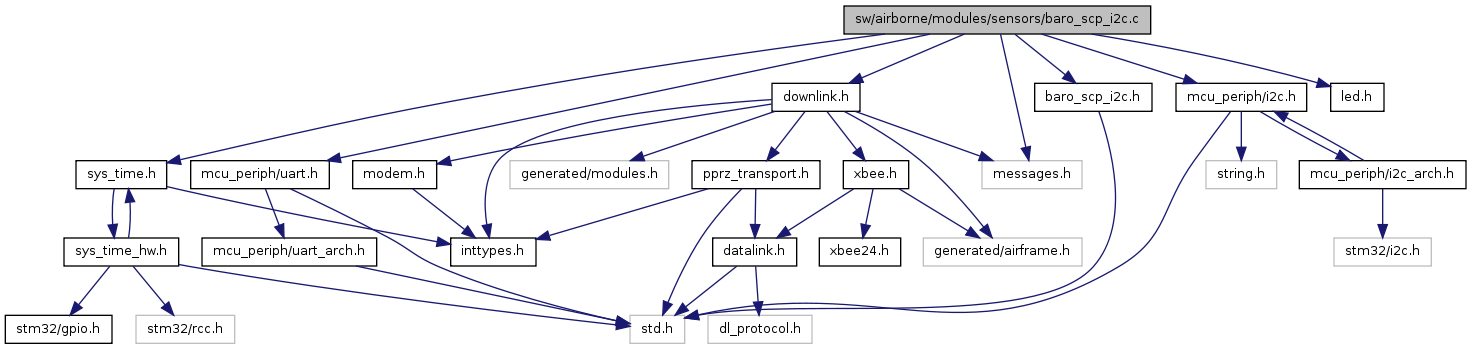 sw/airborne/modules/sensors/baro_scp_i2c.c
downlink.h
baro_scp_i2c.h
mcu_periph/i2c.h
led.h
sys_time.h
mcu_periph/uart.h
modem.h
generated/modules.h
pprz_transport.h
xbee.h
messages.h
string.h
mcu_periph/i2c_arch.h
sys_time_hw.h
mcu_periph/uart_arch.h
inttypes.h
datalink.h
xbee24.h
generated/airframe.h
stm32/i2c.h
stm32/gpio.h
stm32/rcc.h
std.h
dl_protocol.h